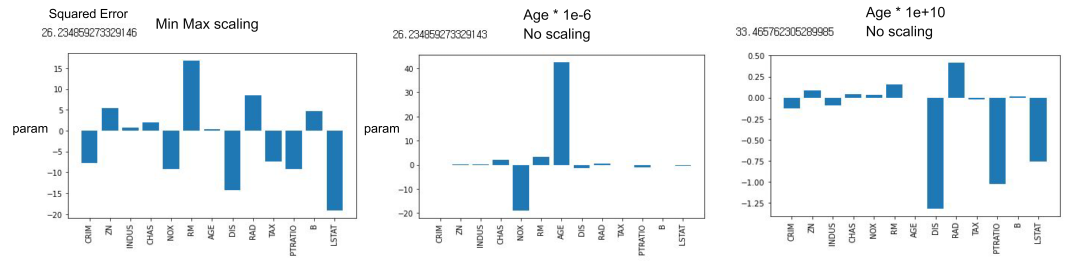 Squared Error
26.234859273329146
Min Max scaling
param
15
10
5
0
−5
−10
−15
−20
CRIM
ZN
INDUS
CHAS
NOX
RM
AGE
DIS
RAD
TAX
PTRATIO
B
LSTAT
Age * 1e-6
26.234859273329143
No scaling
param
40
30
20
10
0
−10
−20
CRIM
ZN
INDUS
CHAS
NOX
RM
AGE
DIS
RAD
TAX
PTRATIO
B
LSTAT
Age * 1e+10
33.465762305289985
No scaling
0.50
0.25
0.00
−0.25
−0.50
−0.75
−1.00
−1.25
CRIM
ZN
INDUS
CHAS
NOX
RM
AGE
DIS
RAD
TAX
PTRATIO
B
LSTAT